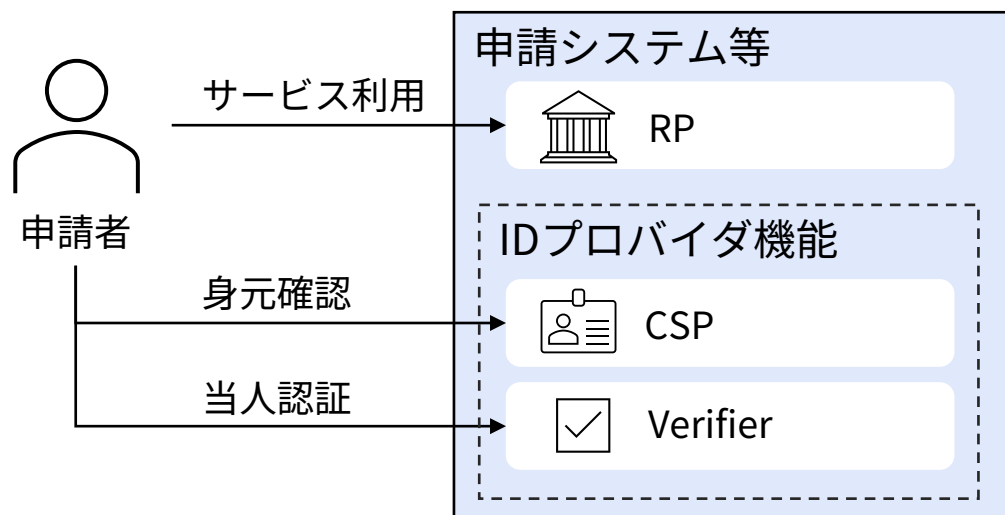 申請システム等
サービス利用
RP
申請者
IDプロバイダ機能
身元確認
CSP
当人認証
Verifier